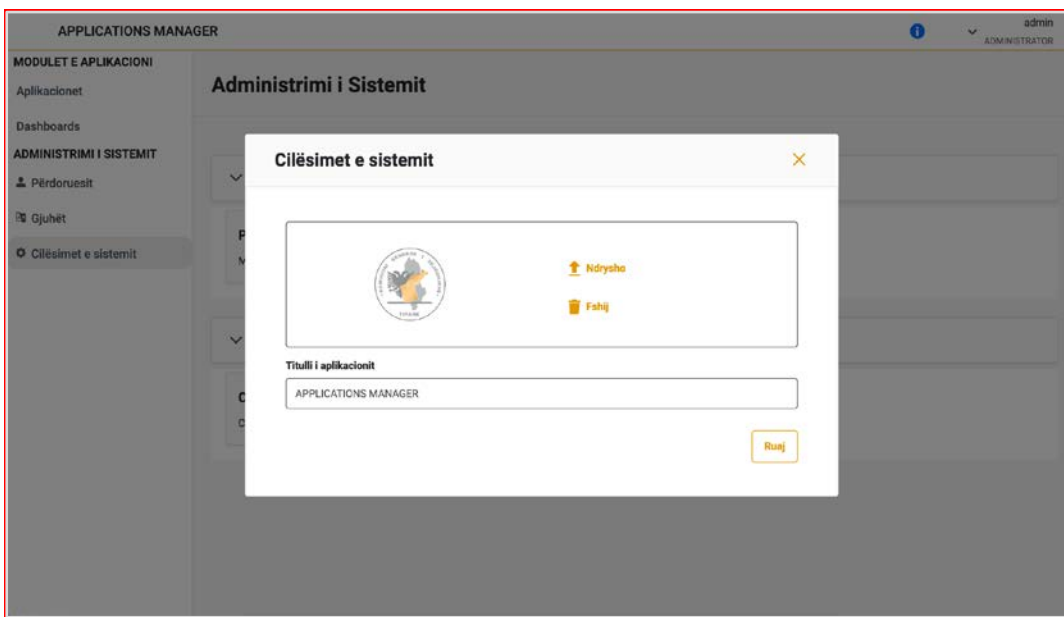 APPLICATIONS MANAGER
admin
ADMINISTRATOR
MODULET E APLIKACIONI
Aplikacionet
Dashboards
ADMINISTRIMI I SISTEMIT
Përdoruesit
Gjuhët
Cilësimet e sistemit
Administrimi i Sistemit
Cilësimet e sistemit
TIRANE
Ndrysho
Fshij
Titulli i aplikacionit
APPLICATIONS MANAGER
Ruaj